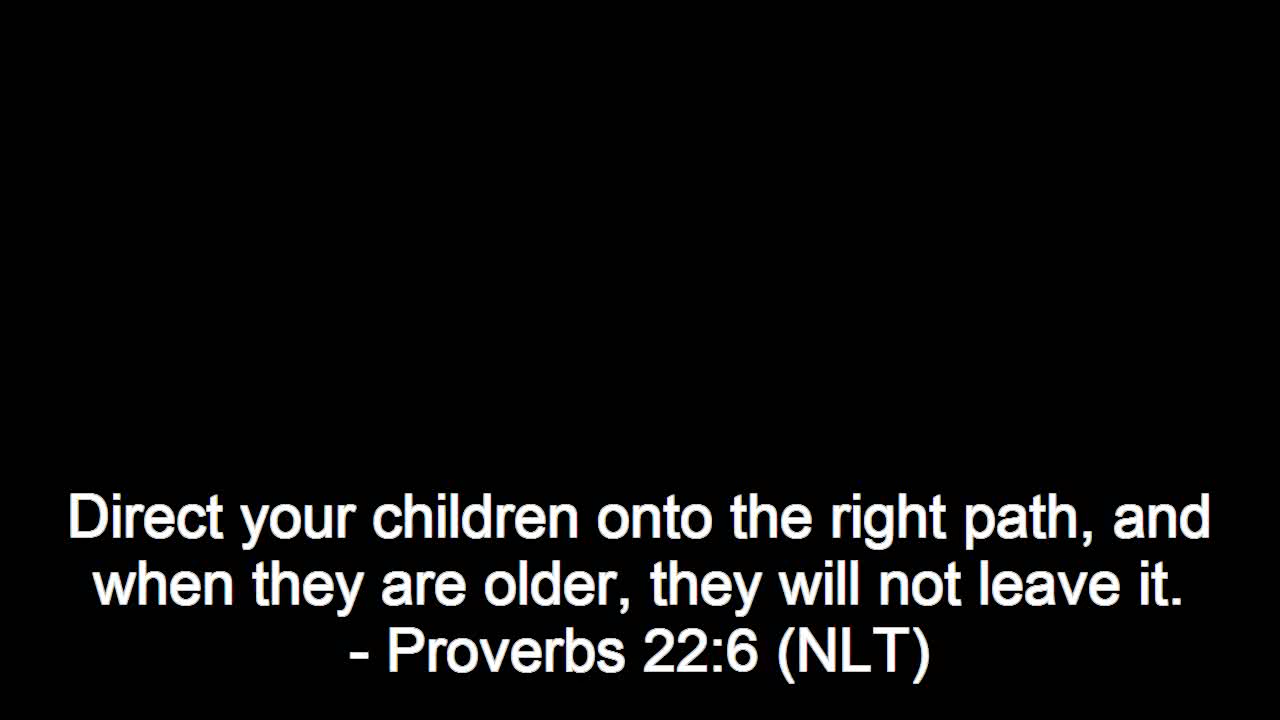 Direct your children onto the right path, and
when they are older, they will not leave it.
- Proverbs 22:6 (NLT)